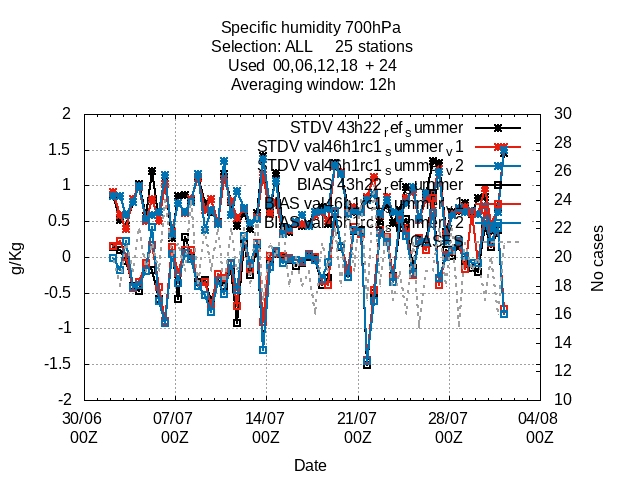 Specific humidity 700hPa
Selection: ALL 25 stations
Used 00,06,12,18 + 24
Averaging window: 12h
2
1.5
1
0.5
0
-0.5
-1
-1.5
-2
g/Kg
30
28
26
24
22
20
18
16
14
12
10
No cases
STDV 43h22_ref_summer
STDV val46h1rc1_summer_v1
STDV val46h1rc1_summer_v2
BIAS 43h22_ref_summer
BIAS val46h1rc1_summer_v1
BIAS val46h1rc1_summer_v2
CASES
30/06 07/07 14/07 21/07 28/07 04/08
00Z 00Z 00Z 00Z 00Z 00Z
Date